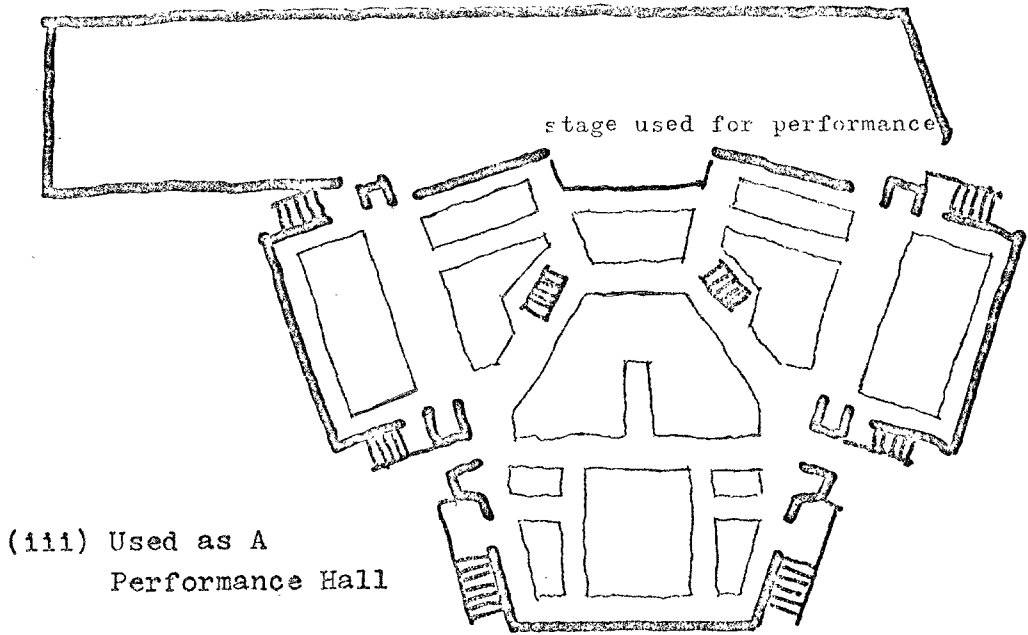 stage used for performance
(iii) Used as A
Performance Hall